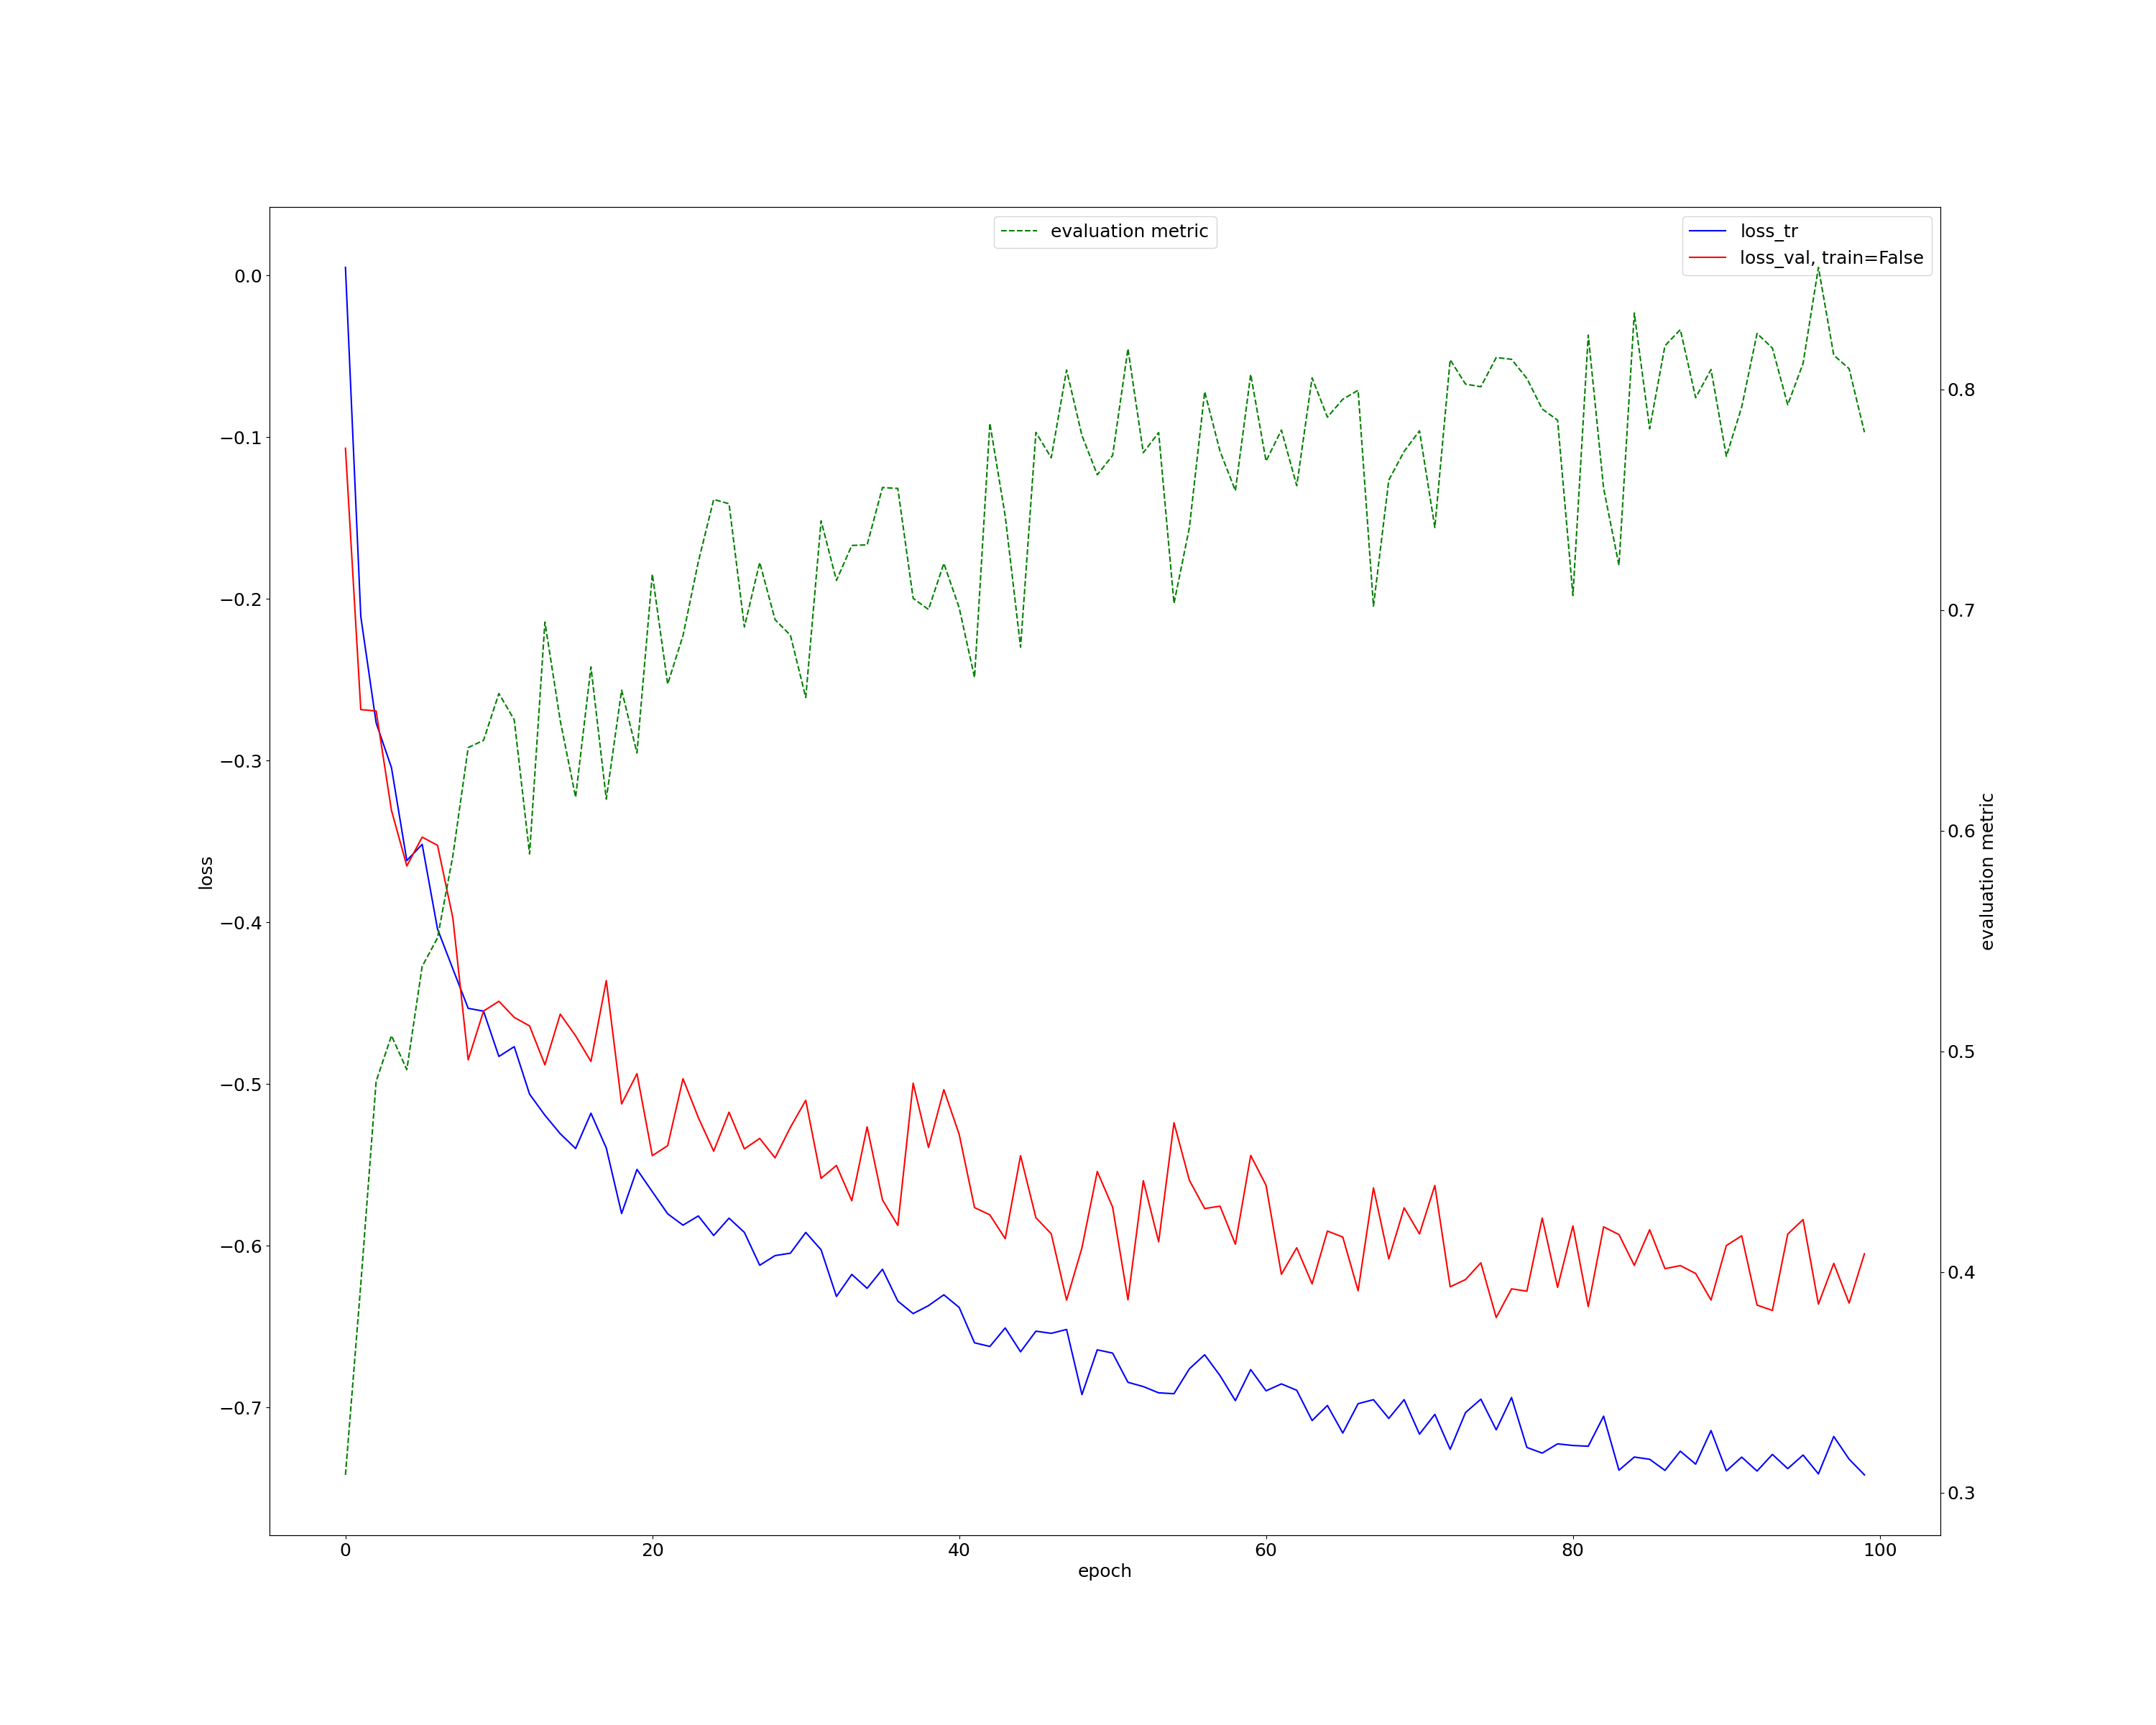 evaluation metric
loss_tr
loss_val, train=False
0.0
−0.1
−0.2
−0.3
−0.4
−0.5
−0.6
−0.7
loss
0.8
0.7
0.6
0.5
0.4
0.3
evaluation metric
0 20 40 60 80 100
epoch